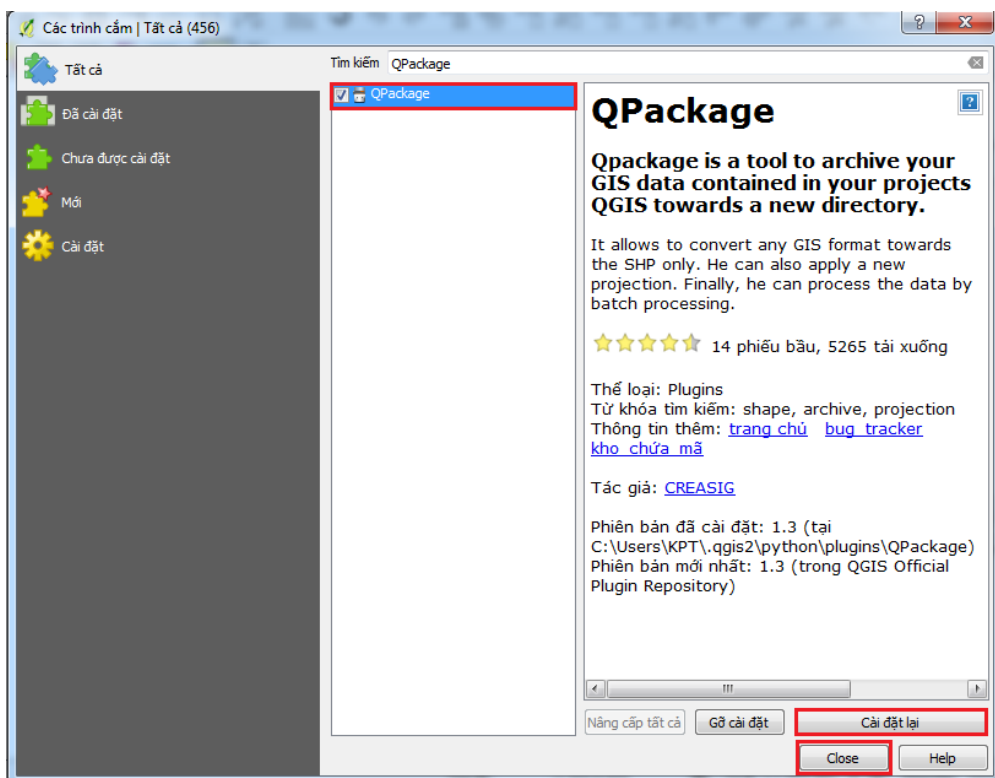 Các trình cắm | Tất cả (456)
Tất cả
Đã cài đặt
Chưa được cài đặt
Mới
Cài đặt
Tìm kiếm QPackage
QPackage
QPackage
Qpackage is a tool to archive your
GIS data contained in your projects
QGIS towards a new directory.
It allows to convert any GIS format towards
the SHP only. He can also apply a new
projection. Finally, he can process the data by
batch processing.
14 phiếu bầu, 5265 tải xuống
Thể loại: Plugins
Từ khóa tìm kiếm: shape, archive, projection
Thông tin thêm: trang chủ bug tracker
kho chứa mã
Tác giả: CREASIG
Phiên bản đã cài đặt: 1.3 (tại
C:\Users\KPT\.qgis2\python\plugins\QPackage)
Phiên bản mới nhất: 1.3 (trong QGIS Official
Plugin Repository)
Nâng cấp tất cả Gỡ cài đặt Cài đặt lại
Close Help